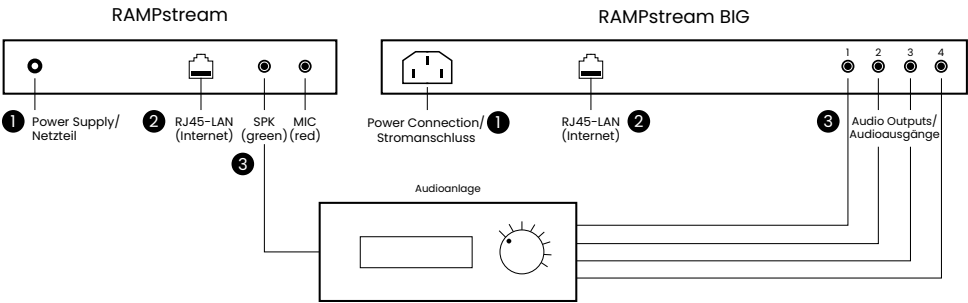 RAMPstream
RAMPstream BIG
1 2 3 4
1 Power Supply/
Netzteil
2 RJ45-LAN
(Internet)
SPK
(green)
MIC
(red)
3
Power Connection/
Stromanschluss
1
RJ45-LAN
(Internet)
2
3 Audio Outputs/
Audioausgänge
Audioanlage